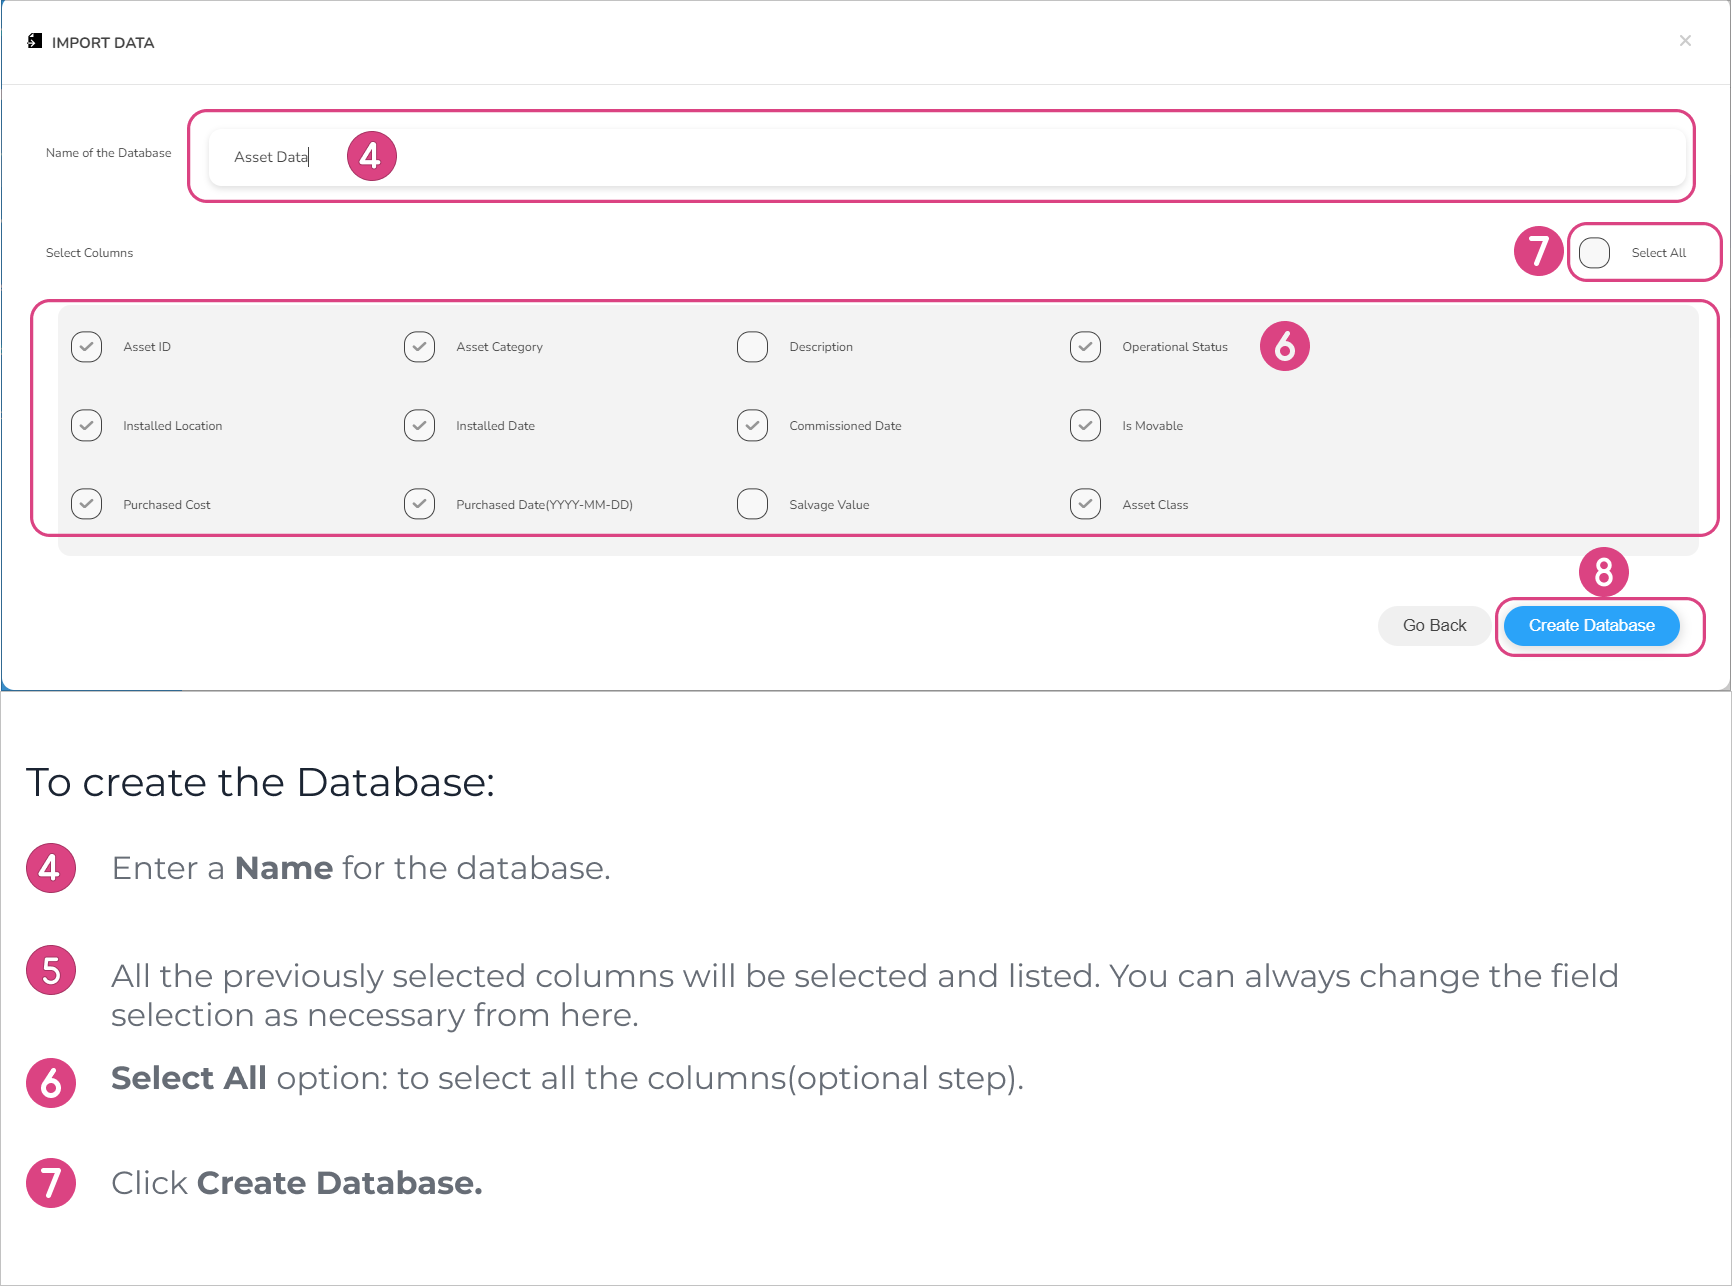 IMPORT DATA
×
Name of the Database
Asset Data
4
Select Columns
7
Select All
Asset ID
Asset Category
Description
Operational Status
6
Installed Location
Installed Date
Commissioned Date
Is Movable
Purchased Cost
Purchased Date(YYYY-MM-DD)
Salvage Value
Asset Class
8
Go Back
Create Database
To create the Database:
4 Enter a Name for the database.
5 All the previously selected columns will be selected and listed. You can always change the field
selection as necessary from here.
6 Select All option: to select all the columns(optional step).
7 Click Create Database.